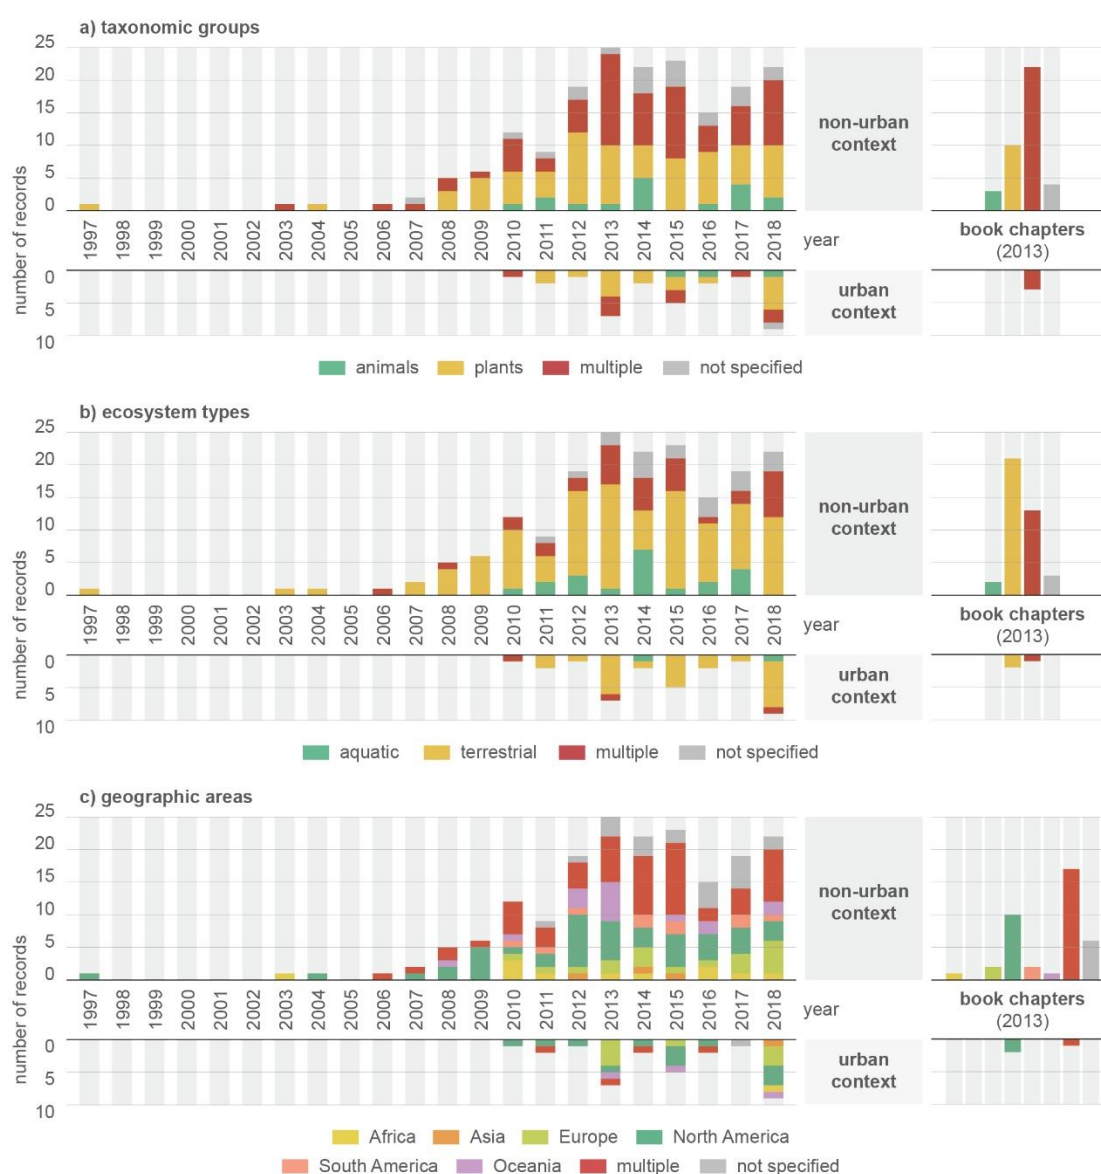 a) taxonomic groups
25
20
15
10
5
0
number of records
1997 1998 1999 2000 2001 2002 2003 2004 2005 2006 2007 2008 2009 2010 2011 2012 2013 2014 2015 2016 2017 2018
year
non-urban
context
book chapters
(2013)
0
5
10
urban
context
animals plants multiple not specified
b) ecosystem types
25
20
15
10
5
0
number of records
1997 1998 1999 2000 2001 2002 2003 2004 2005 2006 2007 2008 2009 2010 2011 2012 2013 2014 2015 2016 2017 2018
year
non-urban
context
book chapters
(2013)
0
5
10
urban
context
aquatic terrestrial multiple not specified
c) geographic areas
25
20
15
10
5
0
number of records
1997 1998 1999 2000 2001 2002 2003 2004 2005 2006 2007 2008 2009 2010 2011 2012 2013 2014 2015 2016 2017 2018
year
non-urban
context
book chapters
(2013)
0
5
10
urban
context
Africa Asia Europe North America
South America Oceania multiple not specified